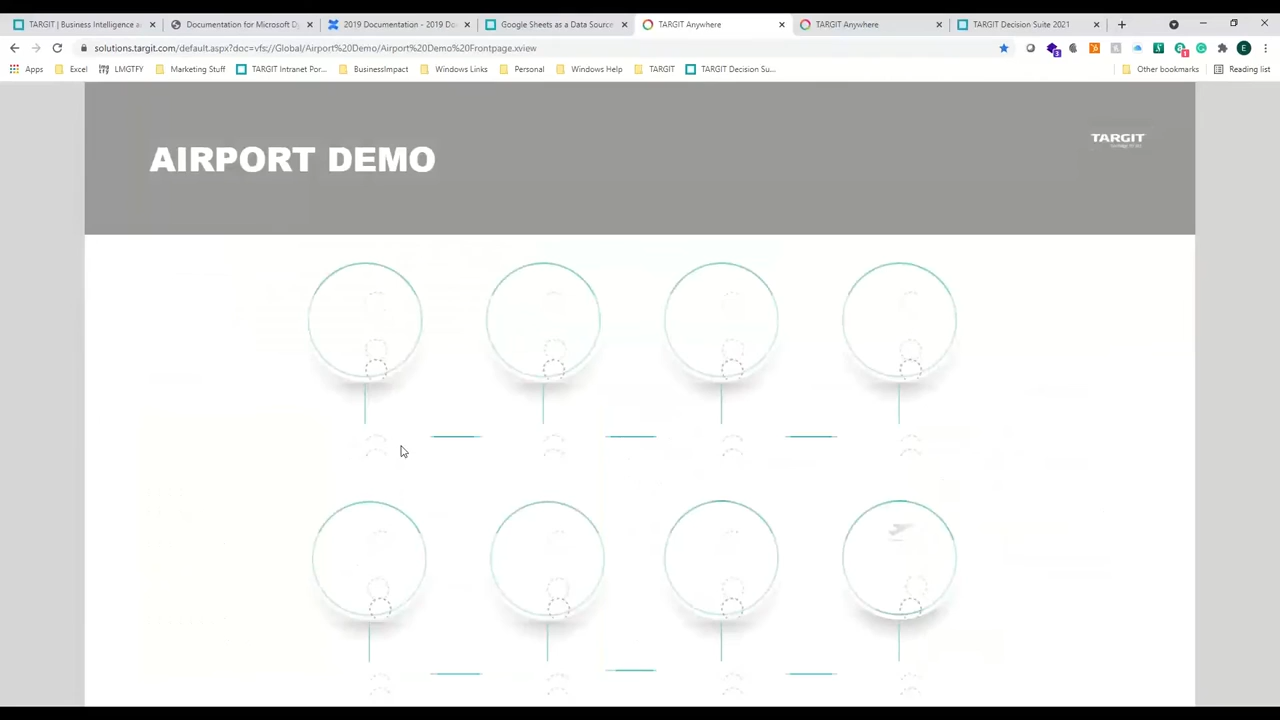 TARGIT | Business Intelligence a
Documentation for Microsoft Dy
2019 Documentation - 2019 Do
Google Sheets as a Data Source
TARGIT Anywhere
TARGIT Anywhere
TARGIT Decision Suite 2021
solutions.targit.com/default.aspx?doc=vfs://Global/Airport%20Demo/Airport%20Demo%20Frontpage.xview
E
Apps
Excel
LMGTFY
Marketing Stuff
TARGIT Intranet Por...
BusinessImpact
Windows Links
Personal
Windows Help
TARGIT
TARGIT Decision Su...
Other bookmarks
Reading list
AIRPORT DEMO
TARGIT